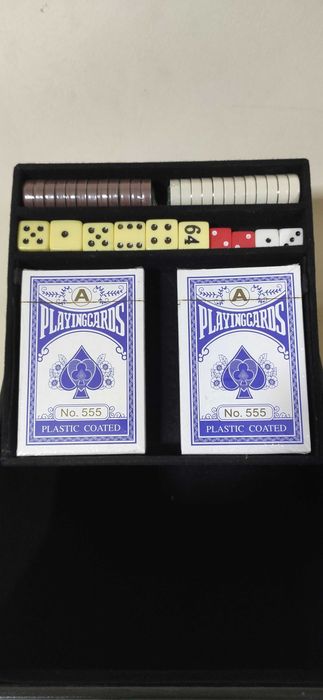 64
A
PLAYINGCARDS
No. 555
PLASTIC COATED
A
PLAYINGCARDS
No. 555
PLASTIC COATED